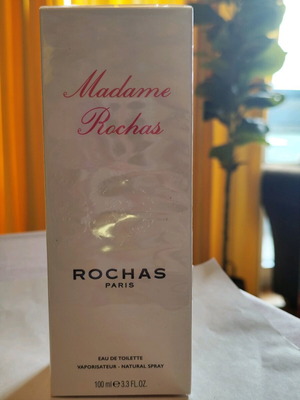 Madame
Rochas
ROCHAS
PARIS
EAU DE TOILETTE
VAPORISATEUR - NATURAL SPRAY
100 ml e 3.3 FL.OZ.